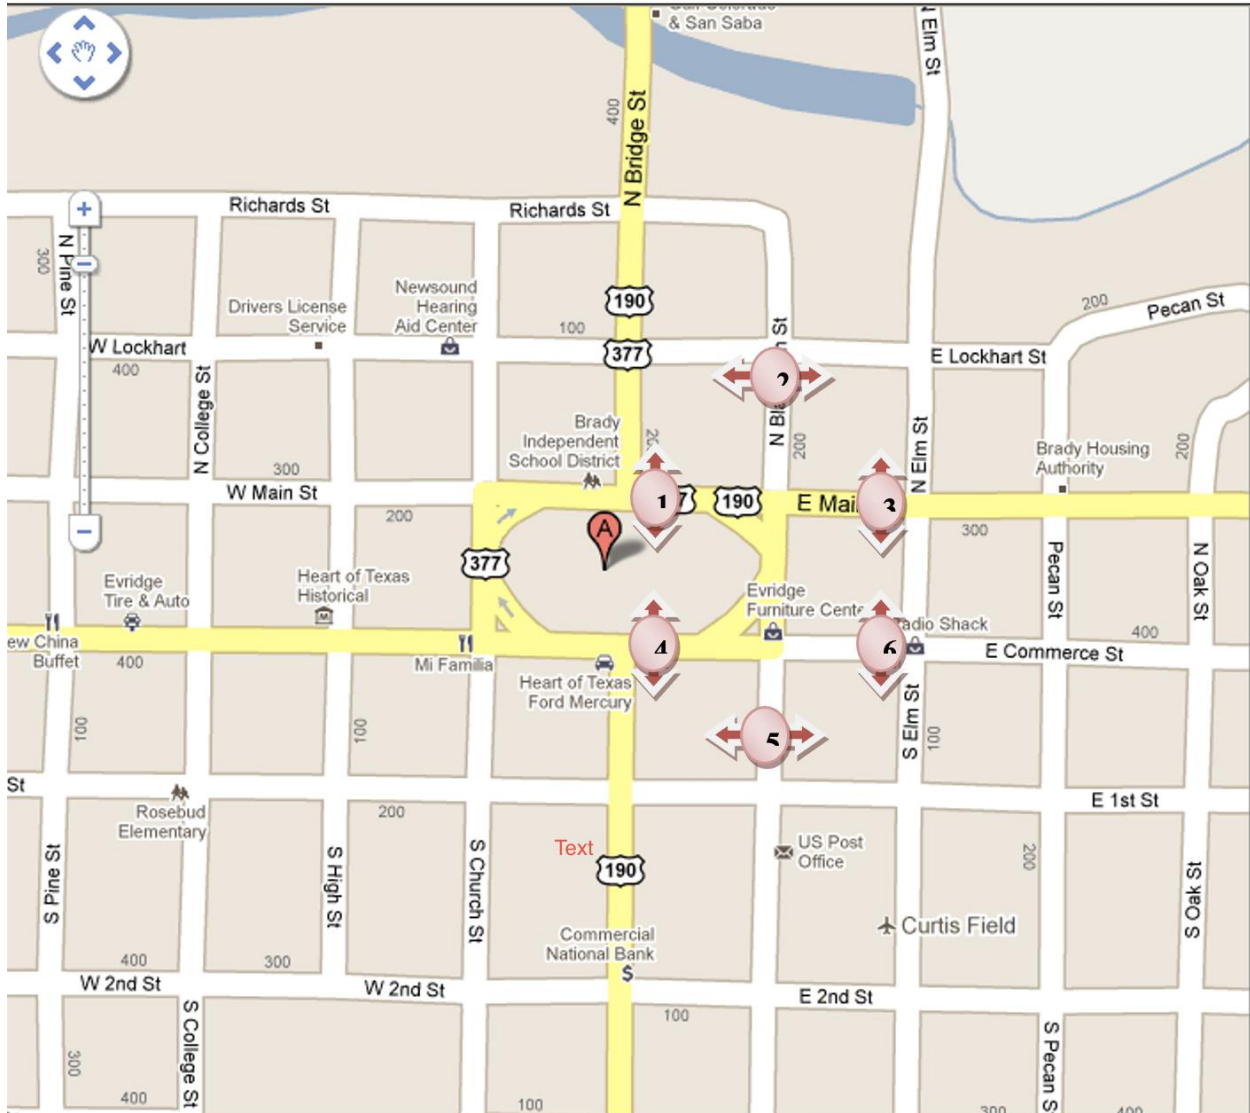 & San Saba
N Elm St
400
N Bridge St
Richards St
Richards St
N Pine St
300
190
Newsound
Hearing
Aid Center
Drivers License
Service
100
200
Pecan St
377
W Lockhart
400
E Lockhart St
2
N College St
200
N Elm St
Brady
Independent
School District
Brady Housing
Authority
200
300
W Main St
200
1
190
E Main
3
300
A
377
Heart of Texas
Historical
Evridge
Tire & Auto
Pecan St
N Oak St
Evridge
Furniture Cente
adio Shack
ew China
Buffet
400
Mi Familia
4
6
E Commerce St
400
Heart of Texas
Ford Mercury
100
100
5
S Elm St
100
St
Rosebud
Elementary
200
E 1st St
Text
190
US Post
Office
200
S Pine St
S High St
S Church St
S Oak St
Curtis Field
Commercial
National Bank
$
400
300
W 2nd St
W 2nd St
E 2nd St
100
S College St
S Pecan S
300
400
100
300
400